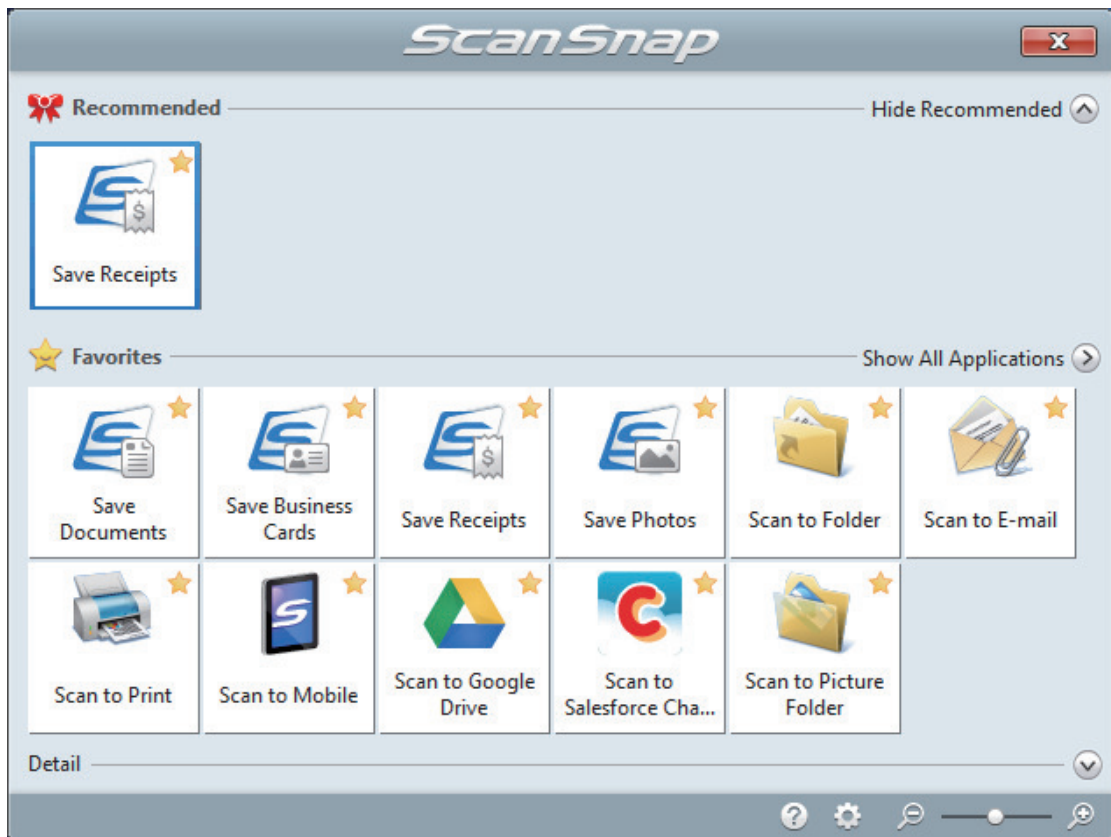 ScanSnap
Recommended
Hide Recommended
Save Receipts
Favorites
Show All Applications
Save
Documents
Save Business
Cards
Save Receipts
Save Photos
Scan to Folder
Scan to E-mail
Scan to Print
Scan to Mobile
Scan to Google
Drive
Scan to
Salesforce Cha...
Scan to Picture
Folder
Detail